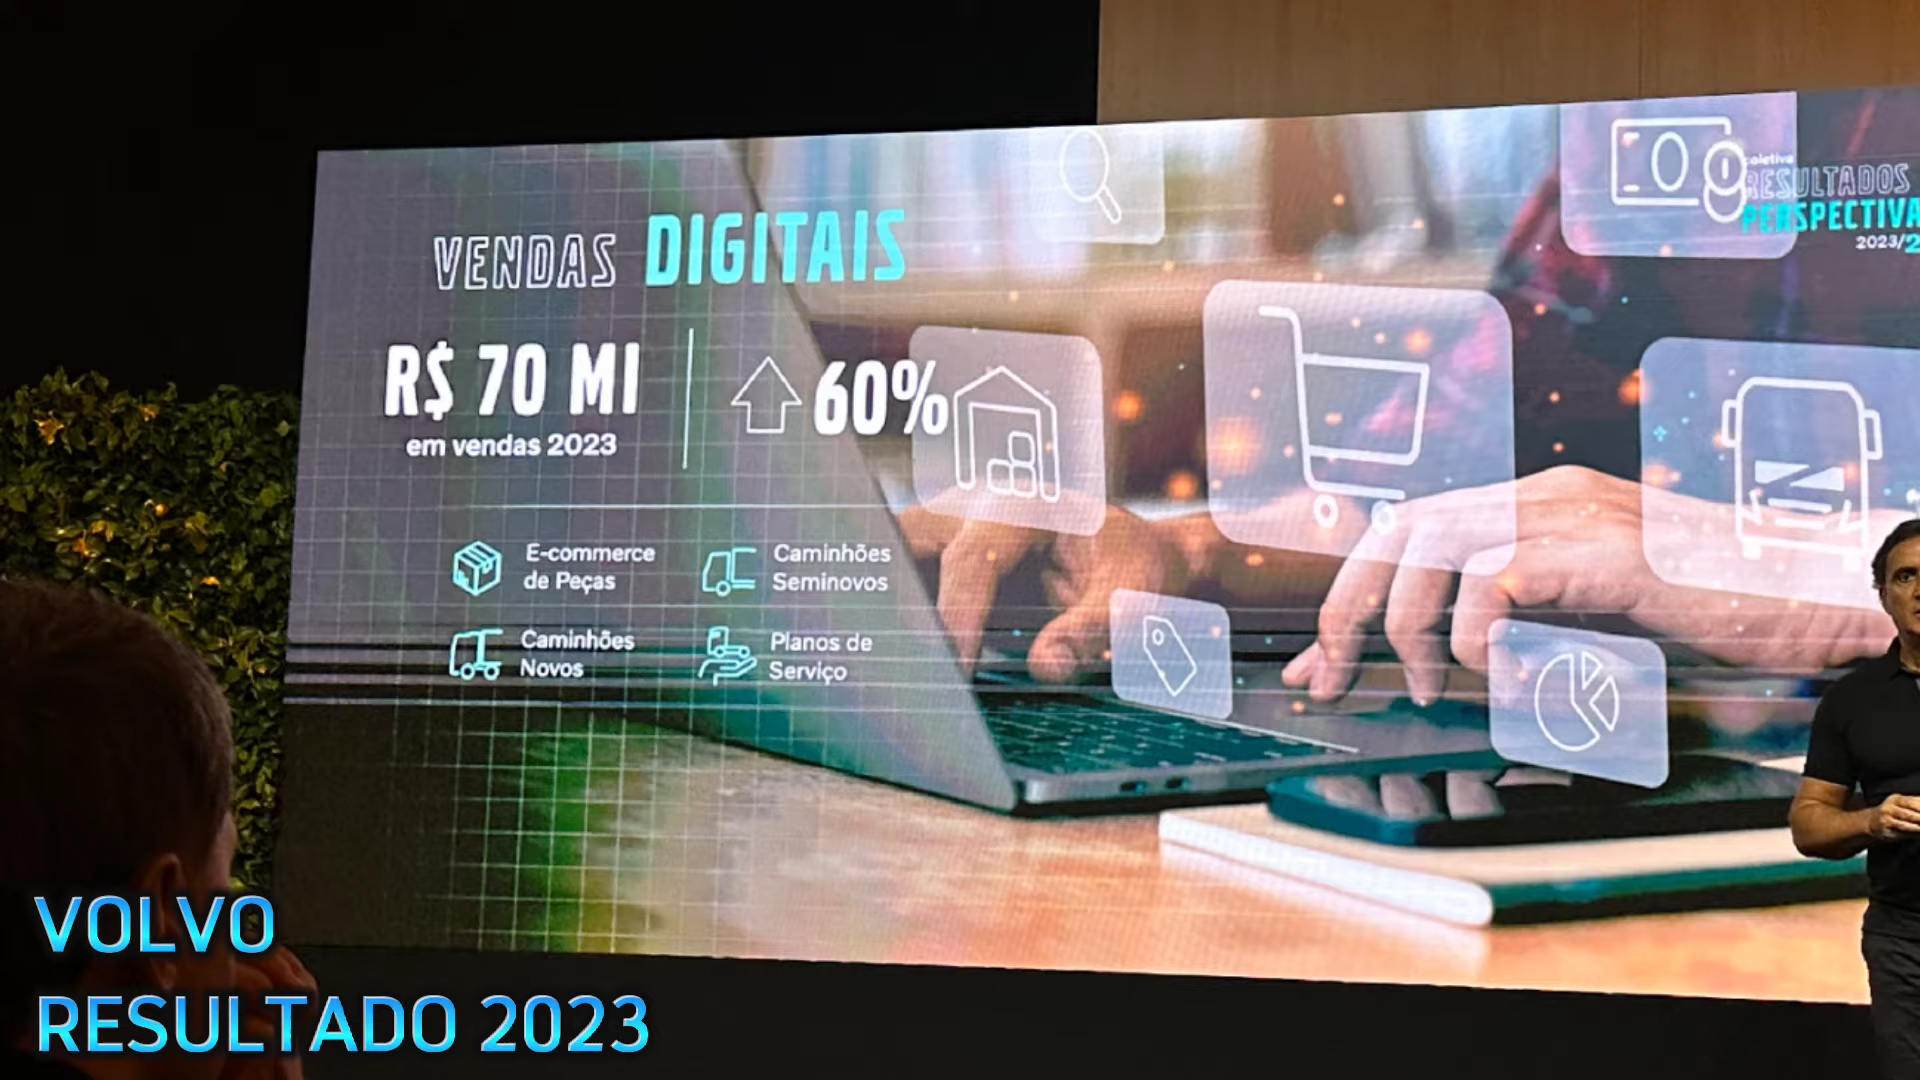 coletiva
RESULTADOS
PERSPECTIVA
2023/2
VENDAS DIGITAIS
R$ 70 MI
em vendas 2023
60%
E-commerce
de Peças
Caminhões
Seminovos
Caminhões
Novos
Planos de
Serviço
VOLVO
RESULTADO 2023